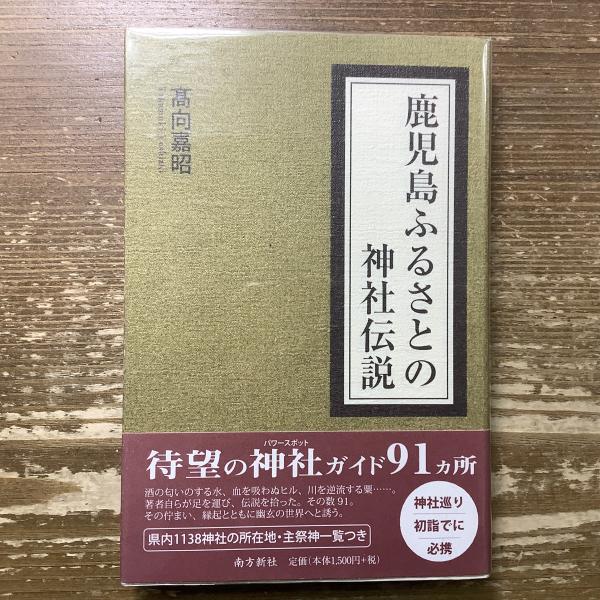 鹿児島ふるさとの
神社伝説
髙向嘉昭
Takamuki Yoshiaki
パワースポット
待望の神社ガイド91ヵ所
酒の匂いのする水、血を吸わぬヒル、川を逆流する粟……。
著者自らが足を運び、伝説を拾った。その数91。
その佇まい、縁起とともに幽玄の世界へと誘う。
県内1138神社の所在地・主祭神一覧つき
神社巡り
初詣でに
必携
南方新社 定価(本体1,500円+税)